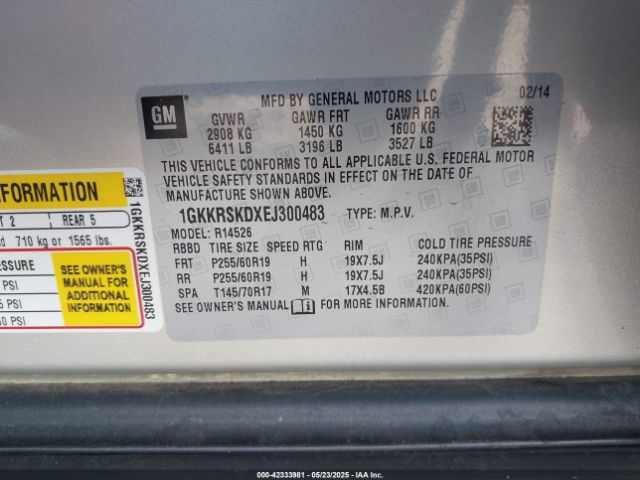 GM
MFD BY GENERAL MOTORS LLC 02/14
GVWR GAWR FRT GAWR RR
2908 KG 1450 KG 1600 KG
6411 LB 3196 LB 3527 LB
THIS VEHICLE CONFORMS TO ALL APPLICABLE U.S. FEDERAL MOTOR
VEHICLE SAFETY STANDARDS IN EFFECT ON THE DATE OF
MANUFACTURE SHOWN ABOVE.
1GKKRSKDXEJ300483 TYPE: M.P.V.
MODEL: R14526
RBBD TIRE SIZE SPEED RTG RIM COLD TIRE PRESSURE
FRT P255/60R19 H 19X7.5J 240KPA(35PSI)
RR P255/60R19 H 19X7.5J 240KPA(35PSI)
SPA T145/70R17 M 17X4.5B 420KPA(60PSI)
SEE OWNER'S MANUAL FOR MORE INFORMATION.
INFORMATION
2 REAR 5
710 kg or 1565 lbs.
PSI
PSI
PSI
SEE OWNER'S
MANUAL FOR
ADDITIONAL
INFORMATION
1GKKRSKDXEJ300483
000-42333981 - 05/23/2025 - IAAI, Inc.